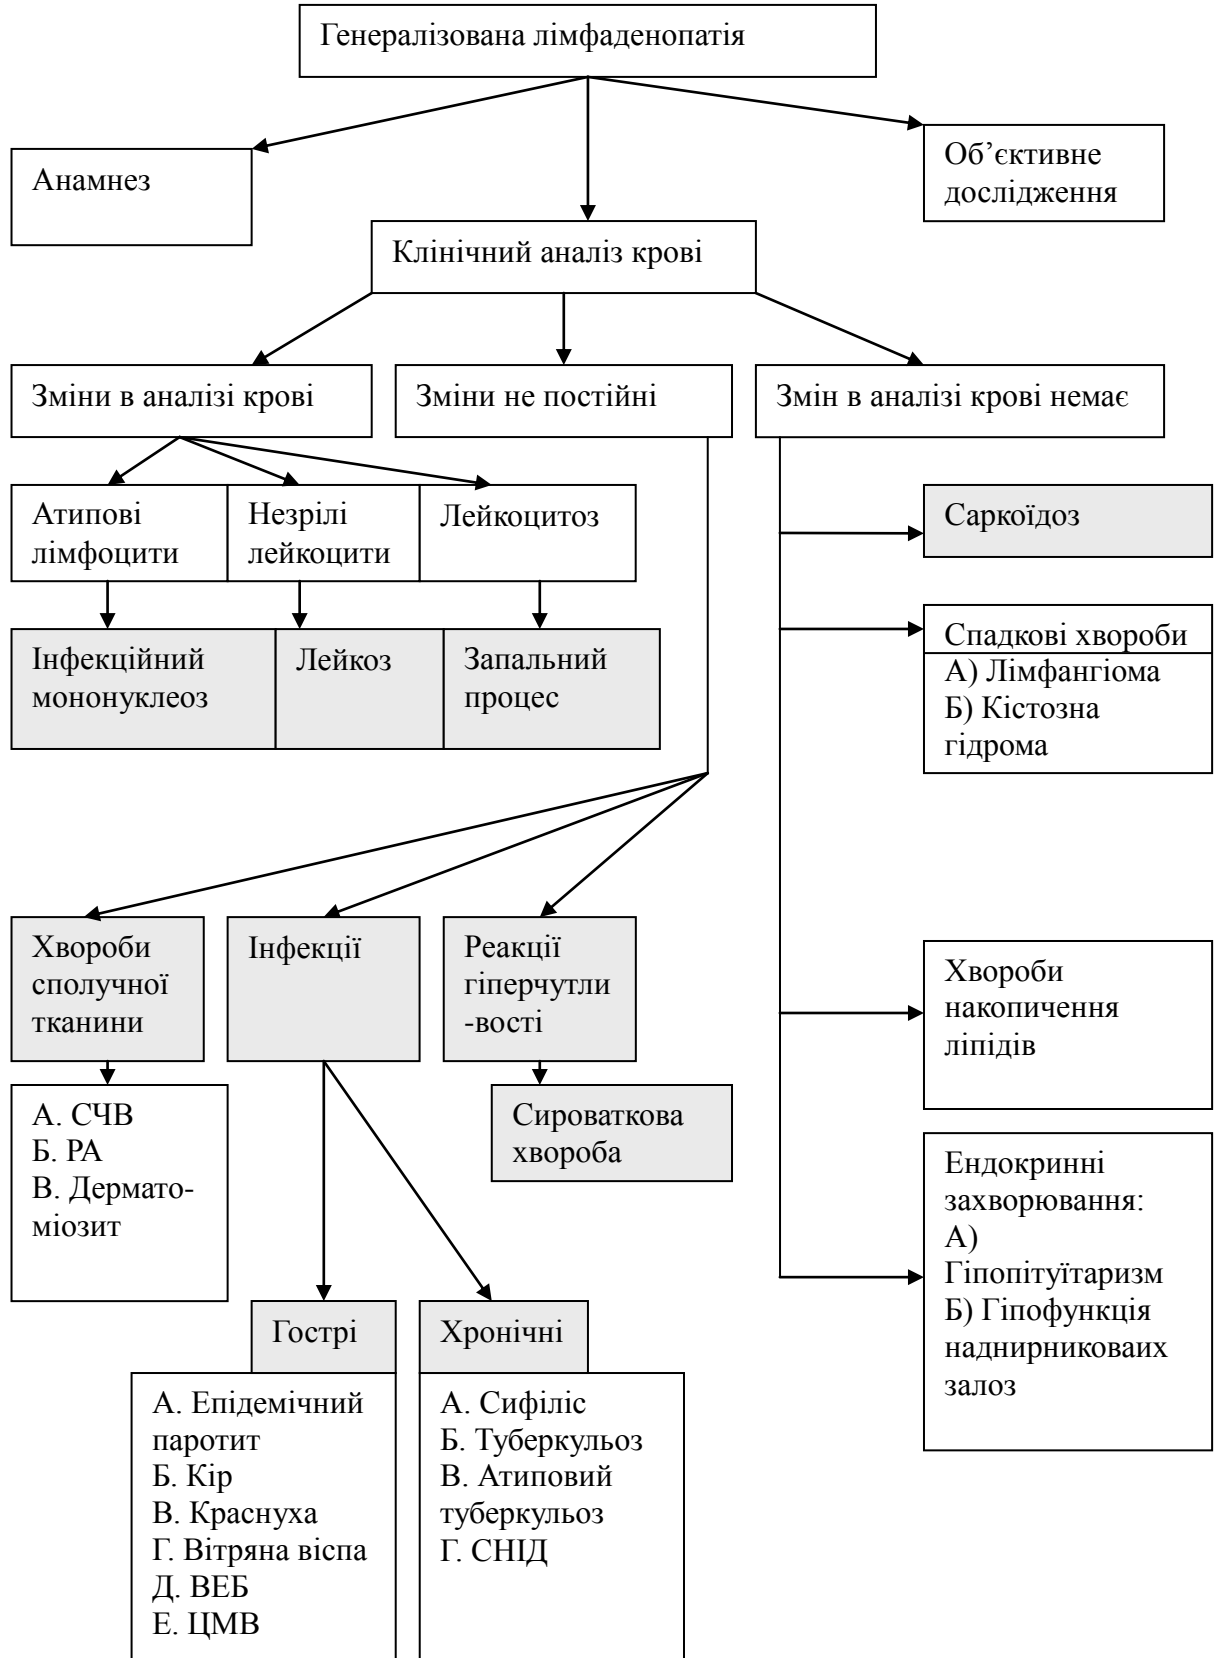 Генералізована лімфаденопатія
Анамнез
Об’єктивне
дослідження
Клінічний аналіз крові
Зміни в аналізі крові
Зміни не постійні
Змін в аналізі крові немає
Атипові
лімфоцити
Незрілі
лейкоцити
Лейкоцитоз
Інфекційний
мононуклеоз
Лейкоз
Запальний
процес
Саркоїдоз
Спадкові хвороби
А) Лімфангіома
Б) Кістозна
гідрома
Хвороби
сполучної
тканини
Інфекції
Реакції
гіперчутли
-вості
Хвороби
накопичення
ліпідів
А. СЧВ
Б. РА
В. Дермато-
міозит
Сироваткова
хвороба
Ендокринні
захворювання:
А)
Гіпопітуїтаризм
Б) Гіпофункція
наднирниковаих
залоз
Гострі
Хронічні
А. Епідемічний
паротит
Б. Кір
В. Краснуха
Г. Вітряна віспа
Д. ВЕБ
Е. ЦМВ
А. Сифіліс
Б. Туберкульоз
В. Атиповий
туберкульоз
Г. СНІД